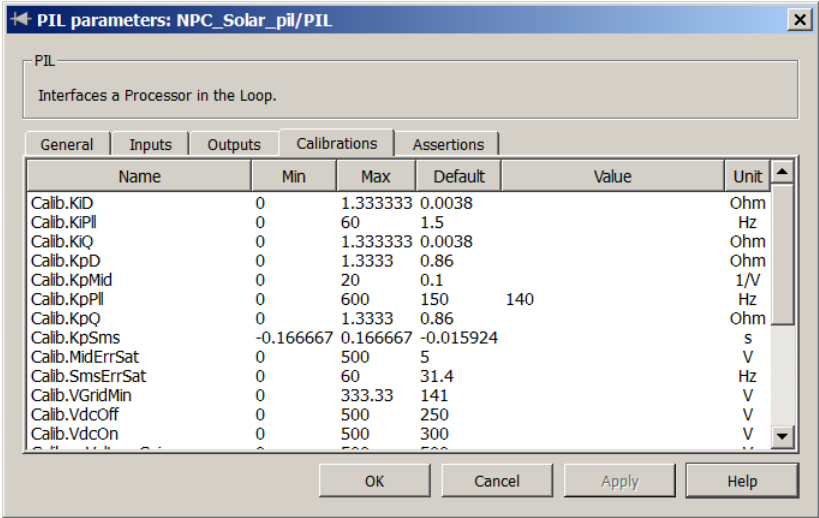 PIL parameters: NPC_Solar_pil/PIL
PIL
Interfaces a Processor in the Loop.
General Inputs Outputs Calibrations Assertions
Name Min Max Default Value Unit
Calib.KiD 0 1.333333 0.0038 Ohm
Calib.KiPll 0 60 1.5 Hz
Calib.KiQ 0 1.333333 0.0038 Ohm
Calib.KpD 0 1.3333 0.86 Ohm
Calib.KpMid 0 20 0.1 1/V
Calib.KpPll 0 600 150 140 Hz
Calib.KpQ 0 1.3333 0.86 Ohm
Calib.KpSms -0.166667 0.166667 -0.015924 s
Calib.MidErrSat 0 500 5 V
Calib.SmsErrSat 0 60 31.4 Hz
Calib.VGridMin 0 333.33 141 V
Calib.VdcOff 0 500 250 V
Calib.VdcOn 0 500 300 V
OK Cancel Apply Help